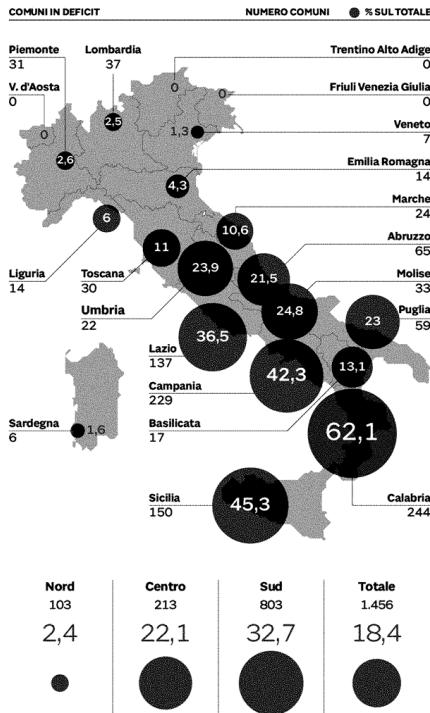 COMUNI IN DEFICIT NUMERO COMUNI % SUL TOTALE
Piemonte
31
Lombardia
37
Trentino Alto Adige
0
V. d'Aosta
0
Friuli Venezia Giulia
0
Veneto
7
Emilia Romagna
14
Marche
24
Abruzzo
65
Molise
33
Puglia
59
Liguria
14
Toscana
30
Umbria
22
Lazio
137
Campania
229
Basilicata
17
Sardegna
6
Sicilia
150
Calabria
244
0
0
0
2,5
1,3
2,6
4,3
6
10,6
11
23,9
21,5
24,8
23
36,5
42,3
13,1
1,6
62,1
45,3
Nord
103
2,4
Centro
213
22,1
Sud
803
32,7
Totale
1.456
18,4